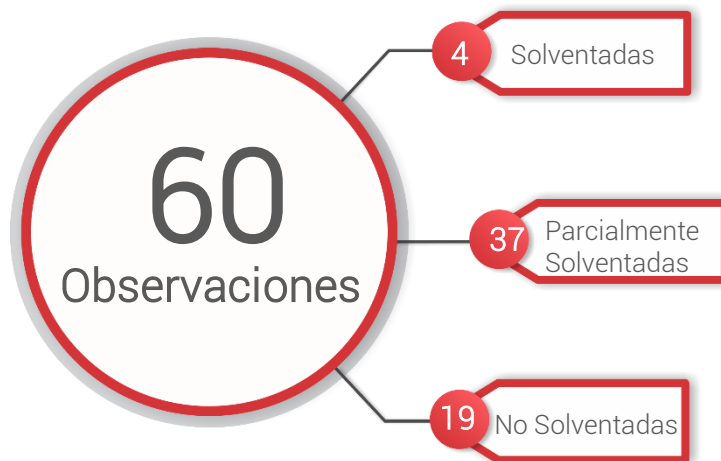 60
Observaciones
4
Solventadas
37
Parcialmente
Solventadas
19
No Solventadas